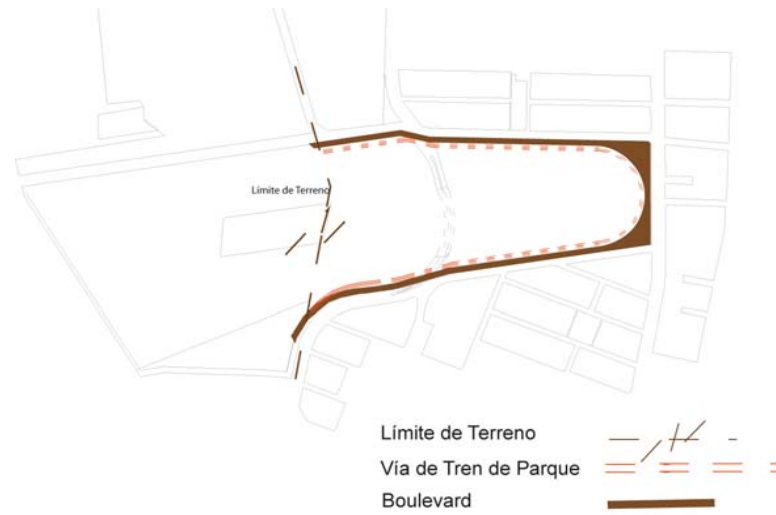 Límite de Terreno
Límite de Terreno
Vía de Tren de Parque
Boulevard